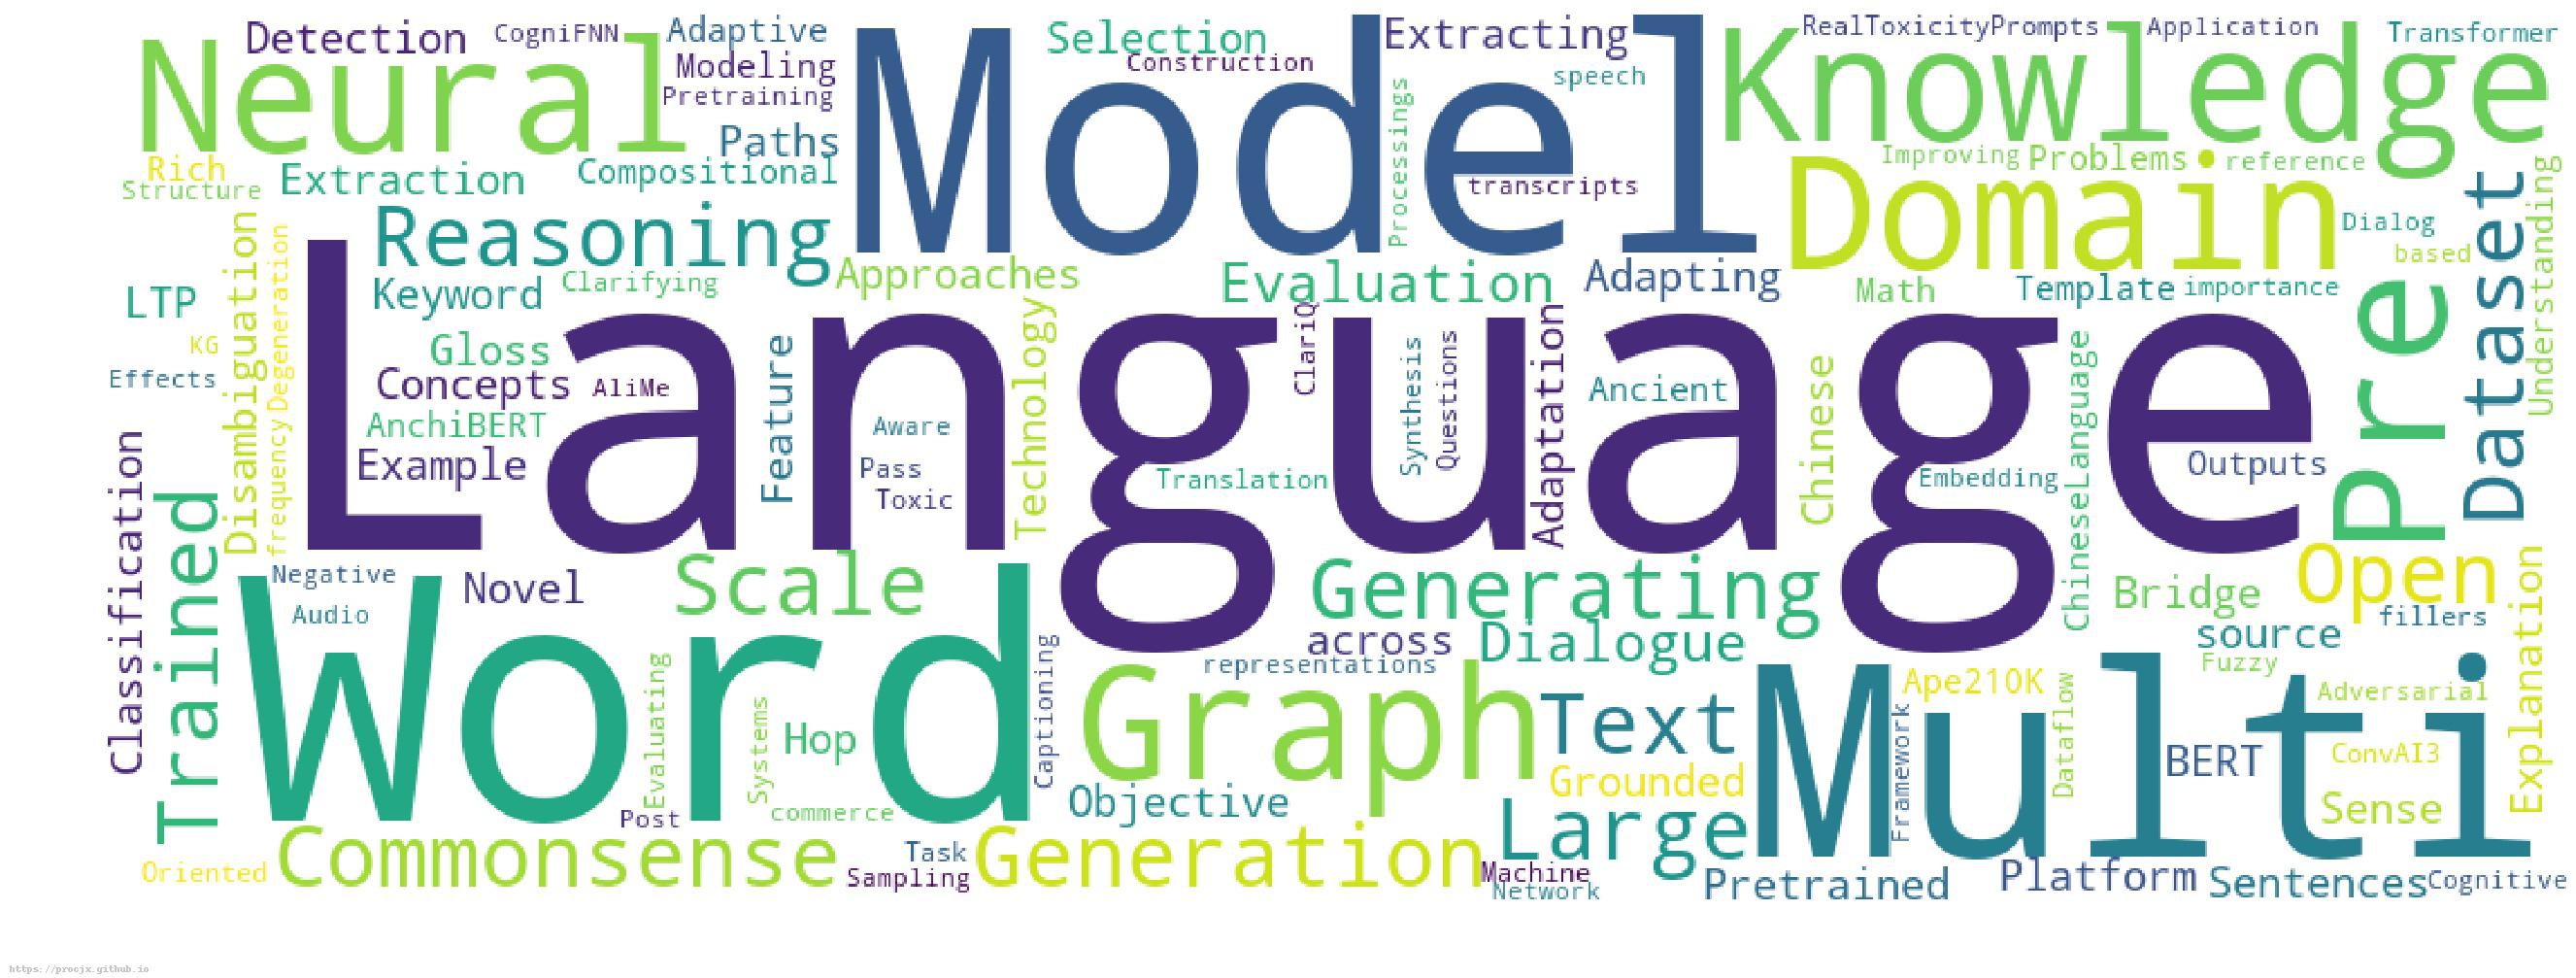 Detection
CogniFNN
Adaptive
Selection
Extracting
RealToxicityPrompts
Application
Transformer
Neural
Modeling
Model
Construction
speech
Knowledge
Pretraining
Paths
Processings
Rich
Structure
Extraction
Compositional
transcripts
Improving
Problems
reference
Understanding
Reasoning
Domain
Dialog
based
Dataset
Disambiguation
Degeneration
LTP
Keyword
Clarifying
Approaches
Evaluation
Adapting
Math
Template
importance
Pre
KG
Gloss
Language
Technology
ClariQ
Effects
Concepts
AliMe
Feature
Synthesis
Questions
Adaptation
Ancient
Chinese
ChineseLanguage
AnchiBERT
Aware
Example
Pass
Toxic
Translation
Embedding
Outputs
frequency
Classification
Trained
Negative
Novel
Scale
Generating
Bridge
Open
Audio
Word
across
Dialogue
source
fillers
Explanation
representations
Fuzzy
Evaluating
Systems
Hop
Captioning
Graph
Text
Multi
Ape210K
Framework
Dataflow
Adversarial
BERT
ConvAI3
Grounded
Post
commerce
Objective
Large
Sense
Oriented
Commonsense
Task
Sampling
Generation
Machine
Network
Pretrained
Platform
Sentences
Cognitive
https://procjx.github.io